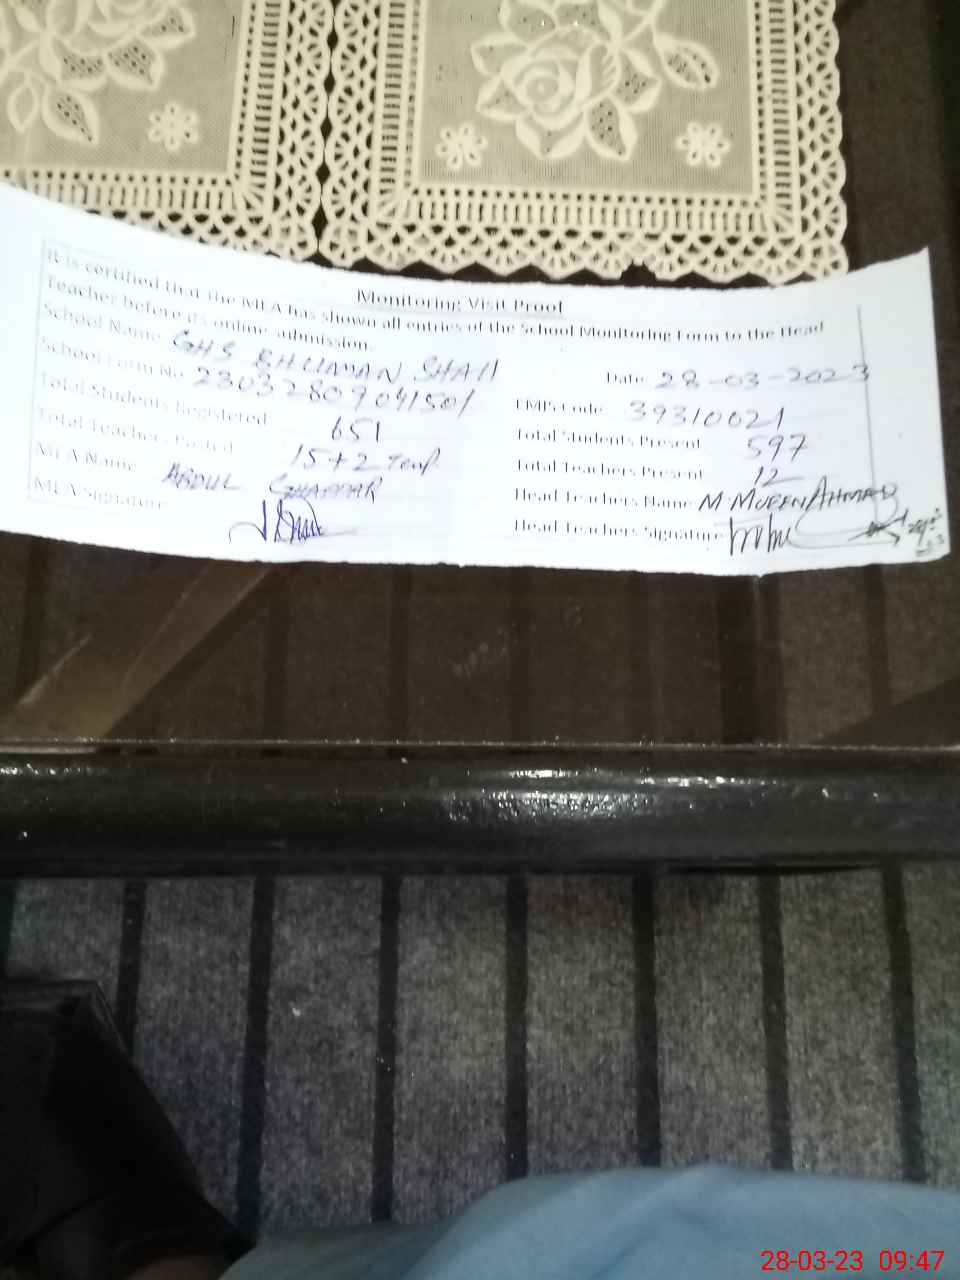 Monitoring Visit Proof
It is certified that the MEA has shown all entries of the School Monitoring Form to the Head
Teacher before its online admission.
School Name GHS BHUMAN SHAH Date 28-03-2023
School Form No 2303280904150/ EMIS Code 39310021
Total Students Registered 651 Total Students Present 597
Total Teachers Posted 15+2 Temp. Total Teachers Present 12
MEA Name ABDUL GHAFFAR Head Teachers Name M. MUEEN AHMAD
MEA Signature Head Teachers Signature
28-03-23 09:47